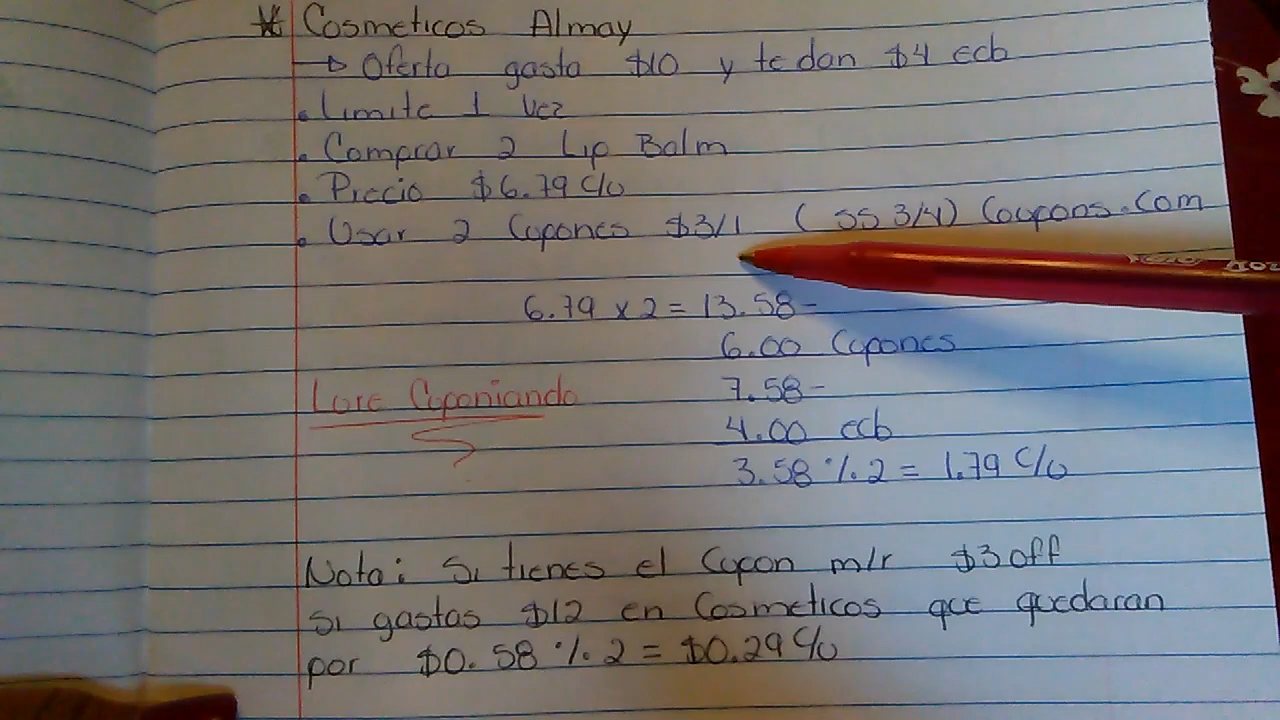 * Cosmeticos Almay
→ Oferta gasta $10 y te dan $4 ecb
• Limite 1 vez
• Comprar 2 Lip Balm
• Precio $6.79 c/u
• Usar 2 Cupones $3/1 (SS 3/4) Coupons.com
6.79 x 2 = 13.58-
6.00 Cupones
Lore Cuponiando
7.58-
4.00 ecb
3.58 % 2 = 1.79 c/u
Nota: Si tienes el Cupon m/r $3 off
si gastas $12 en Cosmeticos que quedaran
por $0.58 % 2 = $0.29 c/u